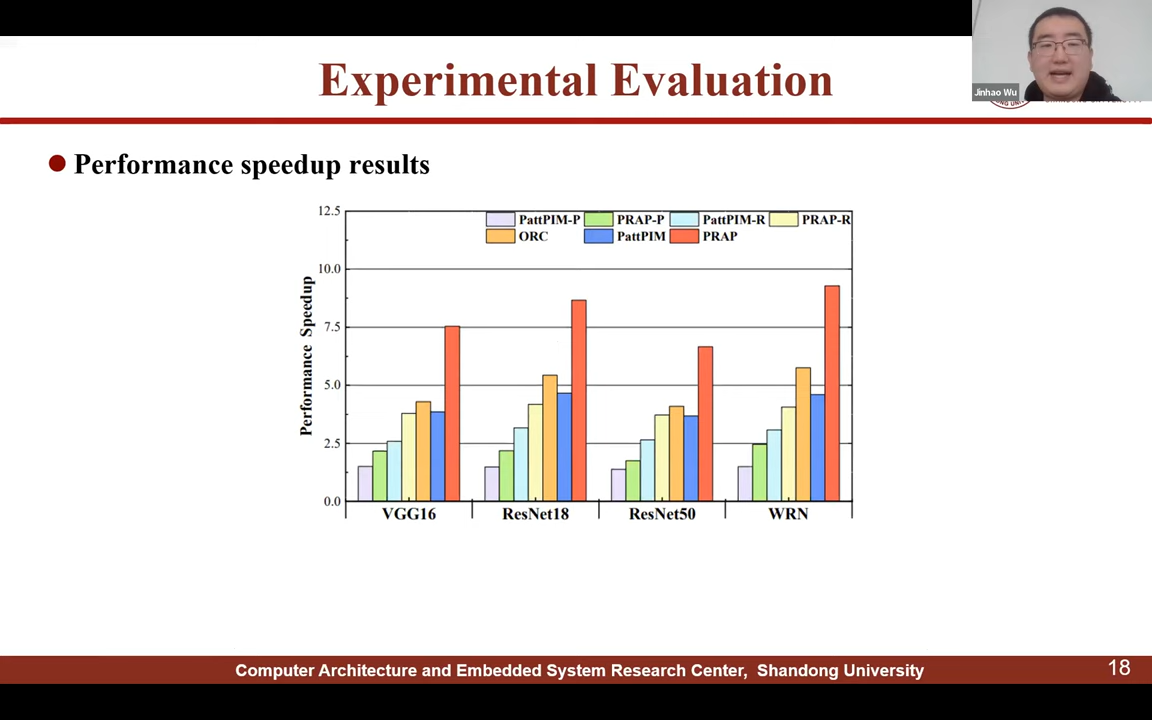 Experimental Evaluation
Jinhao Wu
Performance speedup results
12.5
10.0
7.5
5.0
2.5
0.0
Performance Speedup
PattPIM-P PRAP-P PattPIM-R PRAP-R
ORC PattPIM PRAP
VGG16 ResNet18 ResNet50 WRN
Computer Architecture and Embedded System Research Center, Shandong University
18